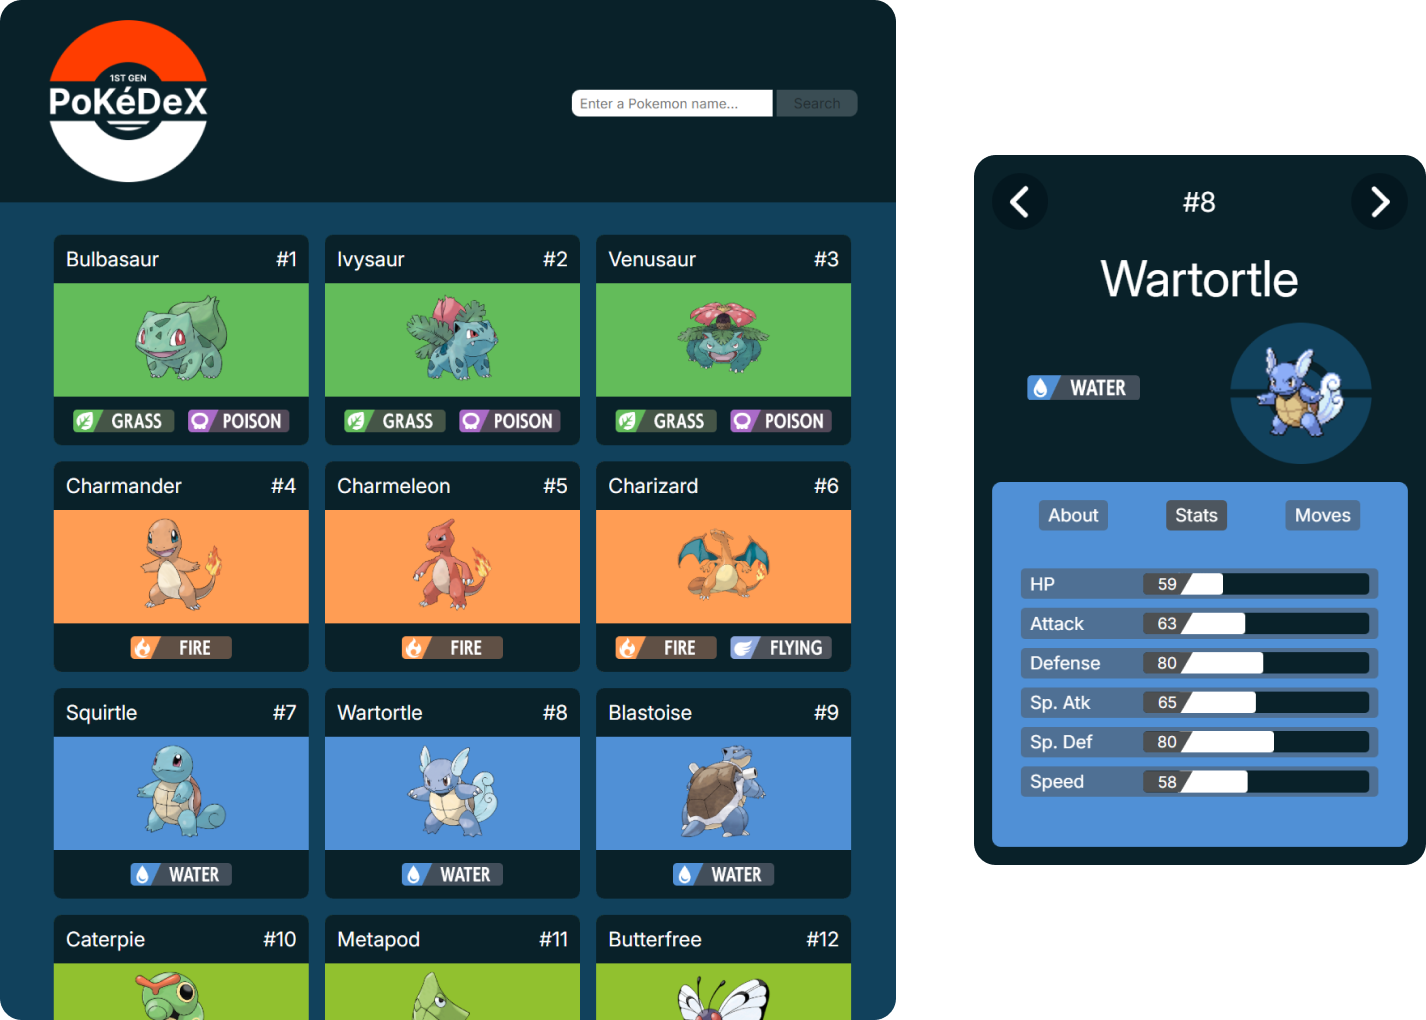 1ST GEN
PoKéDeX
Enter a Pokemon name... Search
Bulbasaur #1
GRASS POISON
Ivysaur #2
GRASS POISON
Venusaur #3
GRASS POISON
Charmander #4
FIRE
Charmeleon #5
FIRE
Charizard #6
FIRE FLYING
Squirtle #7
WATER
Wartortle #8
WATER
Blastoise #9
WATER
Caterpie #10
Metapod #11
Butterfree #12
#8
Wartortle
WATER
About Stats Moves
HP 59
Attack 63
Defense 80
Sp. Atk 65
Sp. Def 80
Speed 58